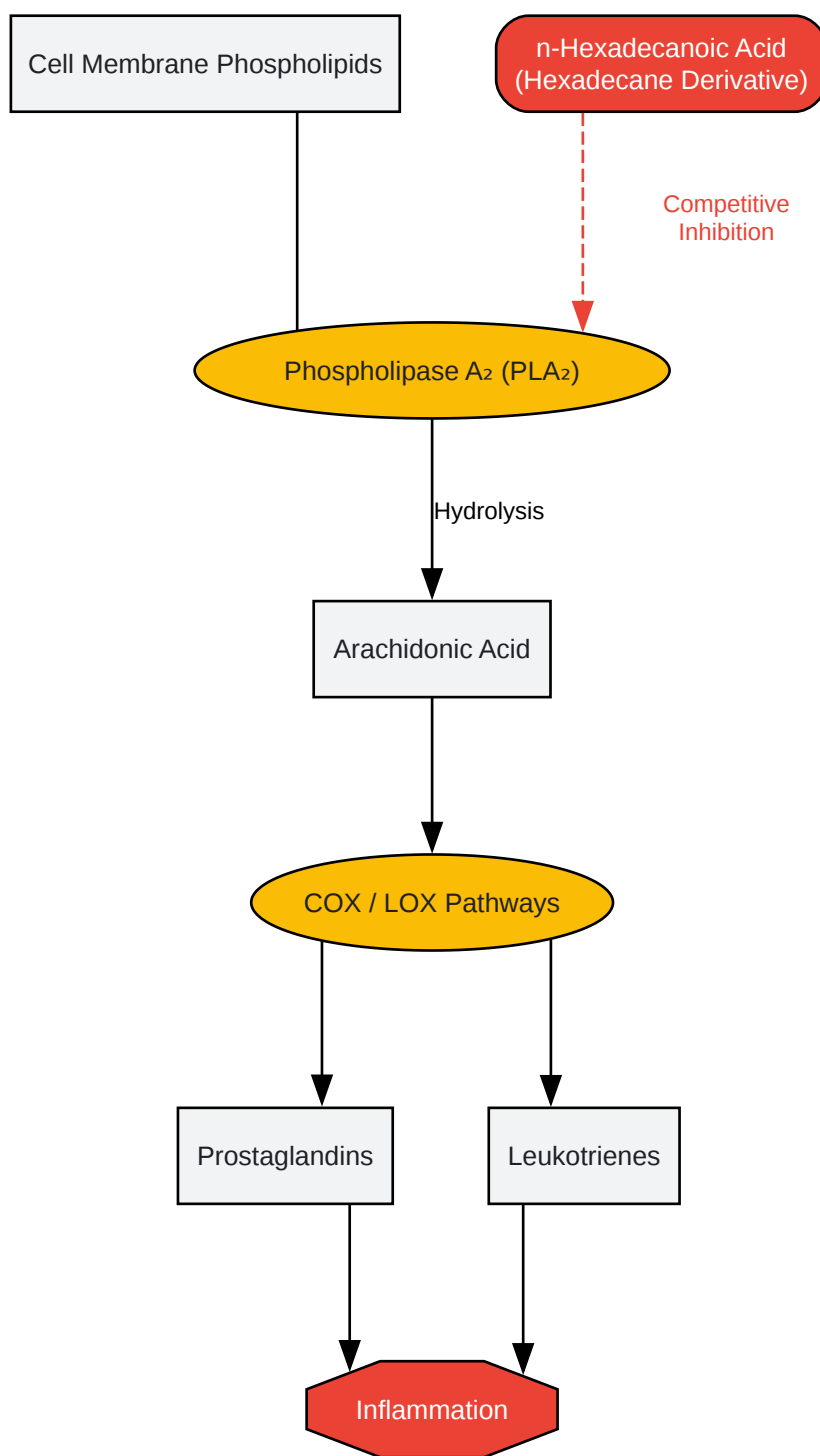 Cell Membrane Phospholipids
n-Hexadecanoic Acid
(Hexadecane Derivative)
Competitive
Inhibition
Phospholipase A₂ (PLA₂)
Hydrolysis
Arachidonic Acid
COX / LOX Pathways
Prostaglandins
Leukotrienes
Inflammation